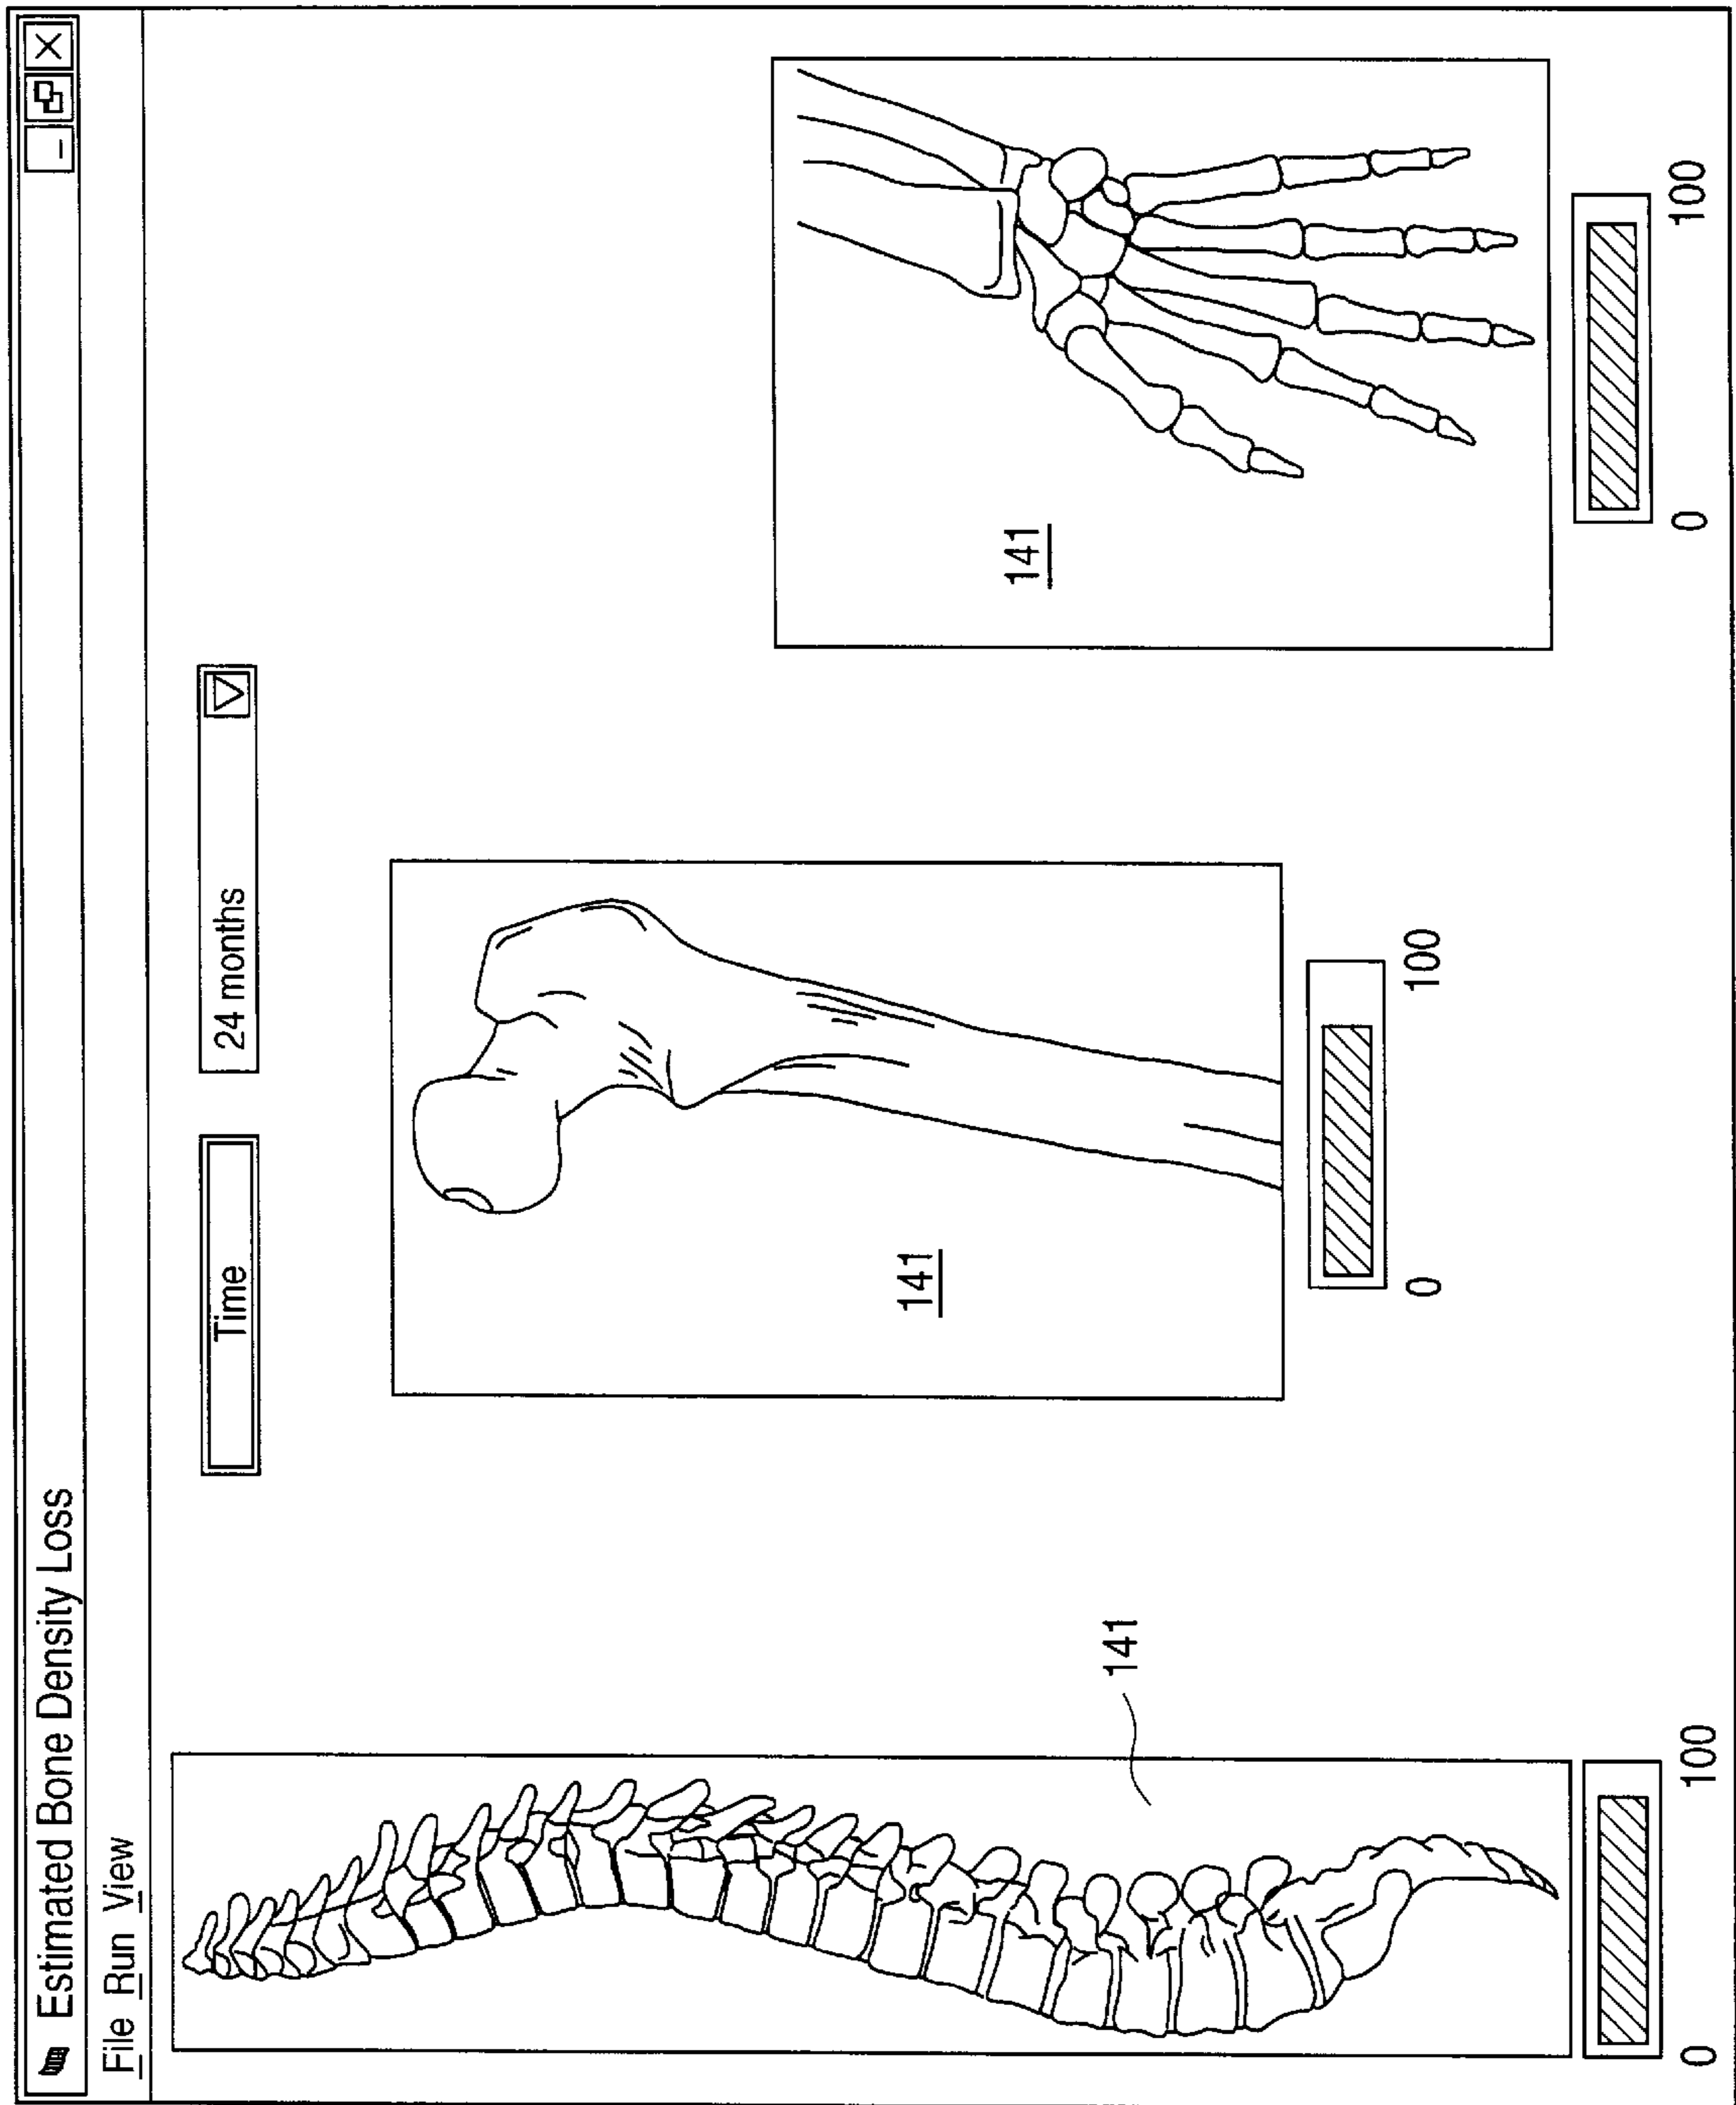 Estimated Bone Density Loss
File Run View
Time
24 months
141
0 100
141
0 100
141
0 100